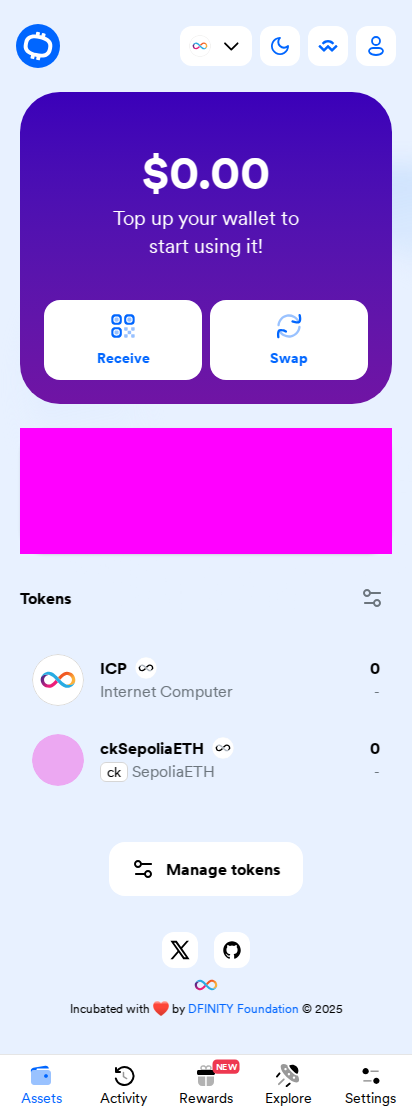 $0.00
Top up your wallet to
start using it!
Receive
Swap
Tokens
ICP
0
Internet Computer
-
ckSepoliaETH
0
ck SepoliaETH
-
Manage tokens
Incubated with ❤️ by DFINITY Foundation © 2025
NEW
Assets
Activity
Rewards
Explore
Settings